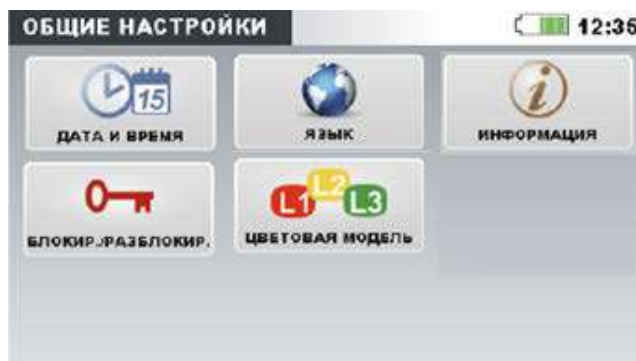 ОБЩИЕ НАСТРОЙКИ 12:35
15
ДАТА И ВРЕМЯ ЯЗЫК ИНФОРМАЦИЯ
L1 L2 L3
БЛОКИР./РАЗБЛОКИР. ЦВЕТОВАЯ МОДЕЛЬ